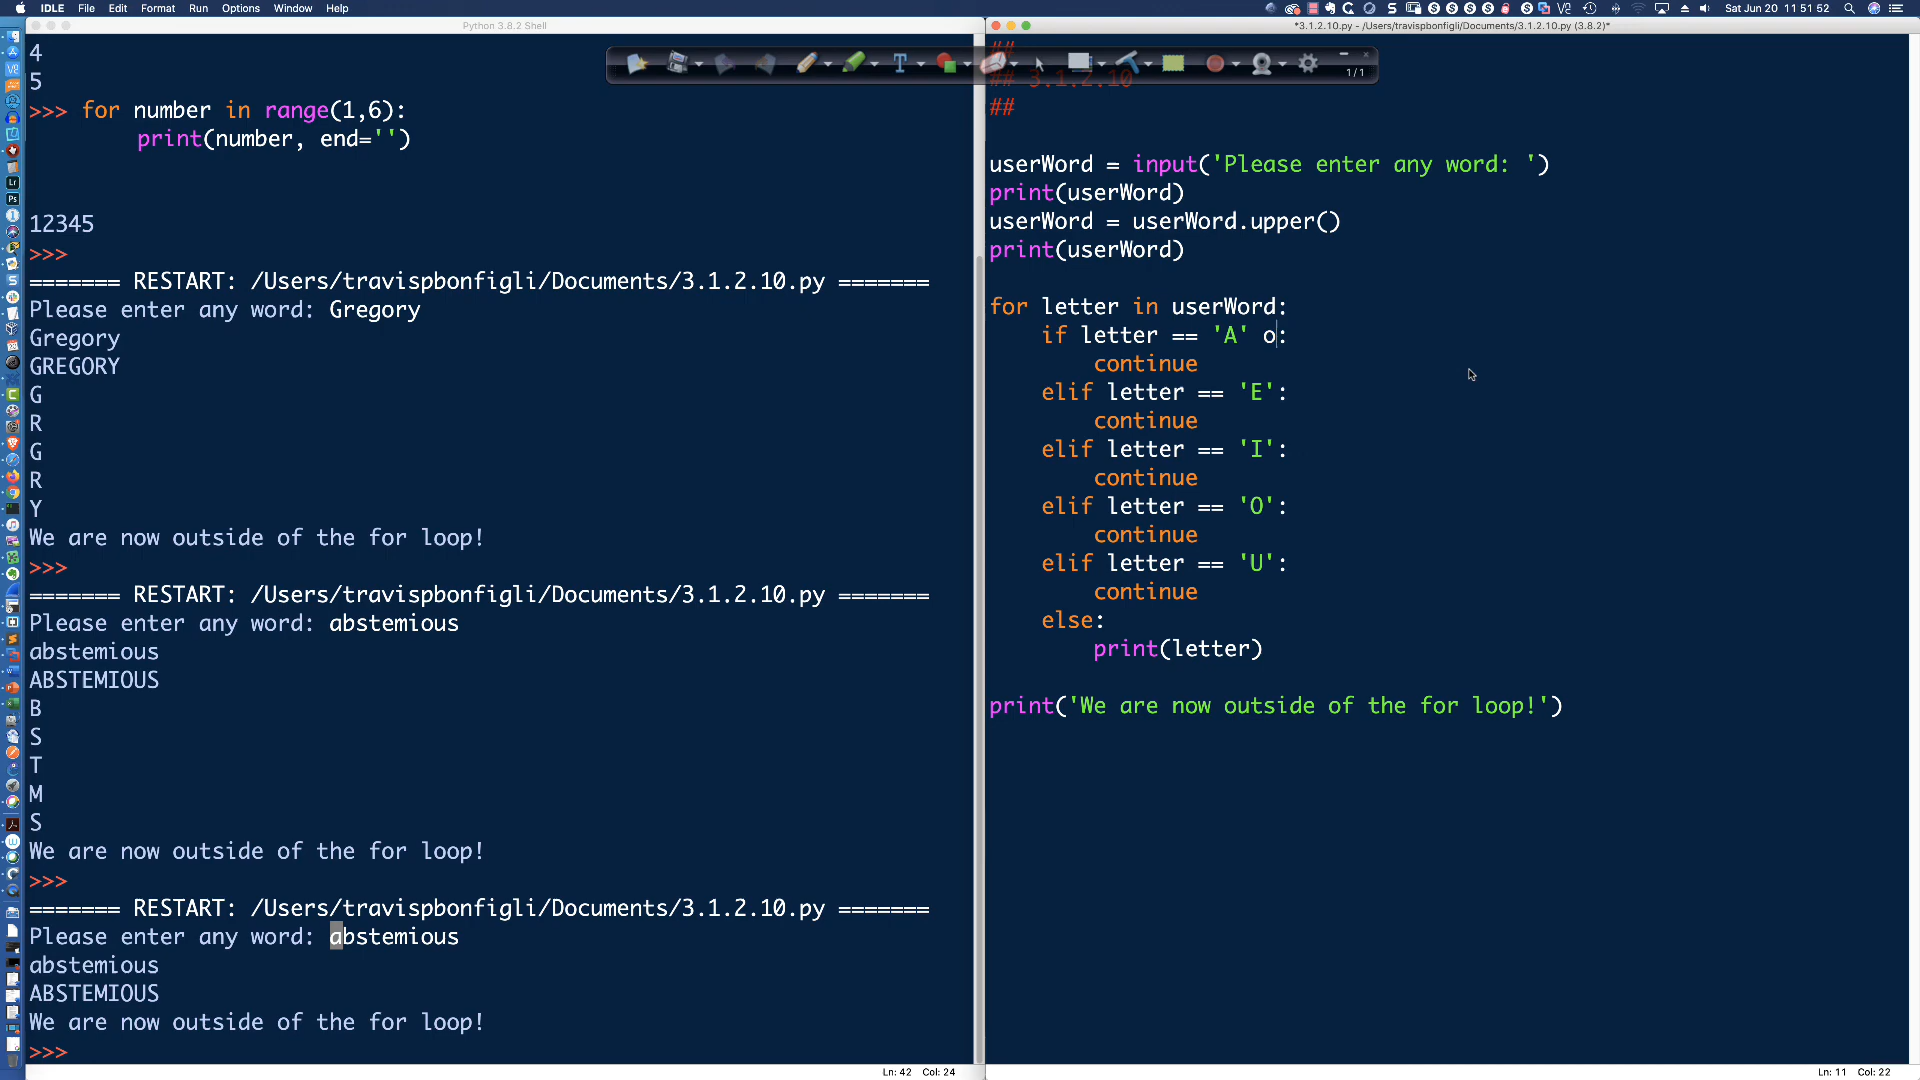 IDLE File Edit Format Run Options Window Help
Sat Jun 20 11 51 52
Python 3.8.2 Shell
*3.1.2.10.py - /Users/travispbonfigli/Documents/3.1.2.10.py (3.8.2)*
1/1
4
5
>>> for number in range(1,6):
print(number, end='')
12345
>>>
======= RESTART: /Users/travispbonfigli/Documents/3.1.2.10.py =======
Please enter any word: Gregory
Gregory
GREGORY
G
R
G
R
Y
We are now outside of the for loop!
>>>
======= RESTART: /Users/travispbonfigli/Documents/3.1.2.10.py =======
Please enter any word: abstemious
abstemious
ABSTEMIOUS
B
S
T
M
S
We are now outside of the for loop!
>>>
======= RESTART: /Users/travispbonfigli/Documents/3.1.2.10.py =======
Please enter any word: abstemious
abstemious
ABSTEMIOUS
We are now outside of the for loop!
>>>
Ln: 42 Col: 24
##
## 3.1.2.10
##
userWord = input('Please enter any word: ')
print(userWord)
userWord = userWord.upper()
print(userWord)
for letter in userWord:
if letter == 'A' o:
continue
elif letter == 'E':
continue
elif letter == 'I':
continue
elif letter == 'O':
continue
elif letter == 'U':
continue
else:
print(letter)
print('We are now outside of the for loop!')
Ln: 11 Col: 22